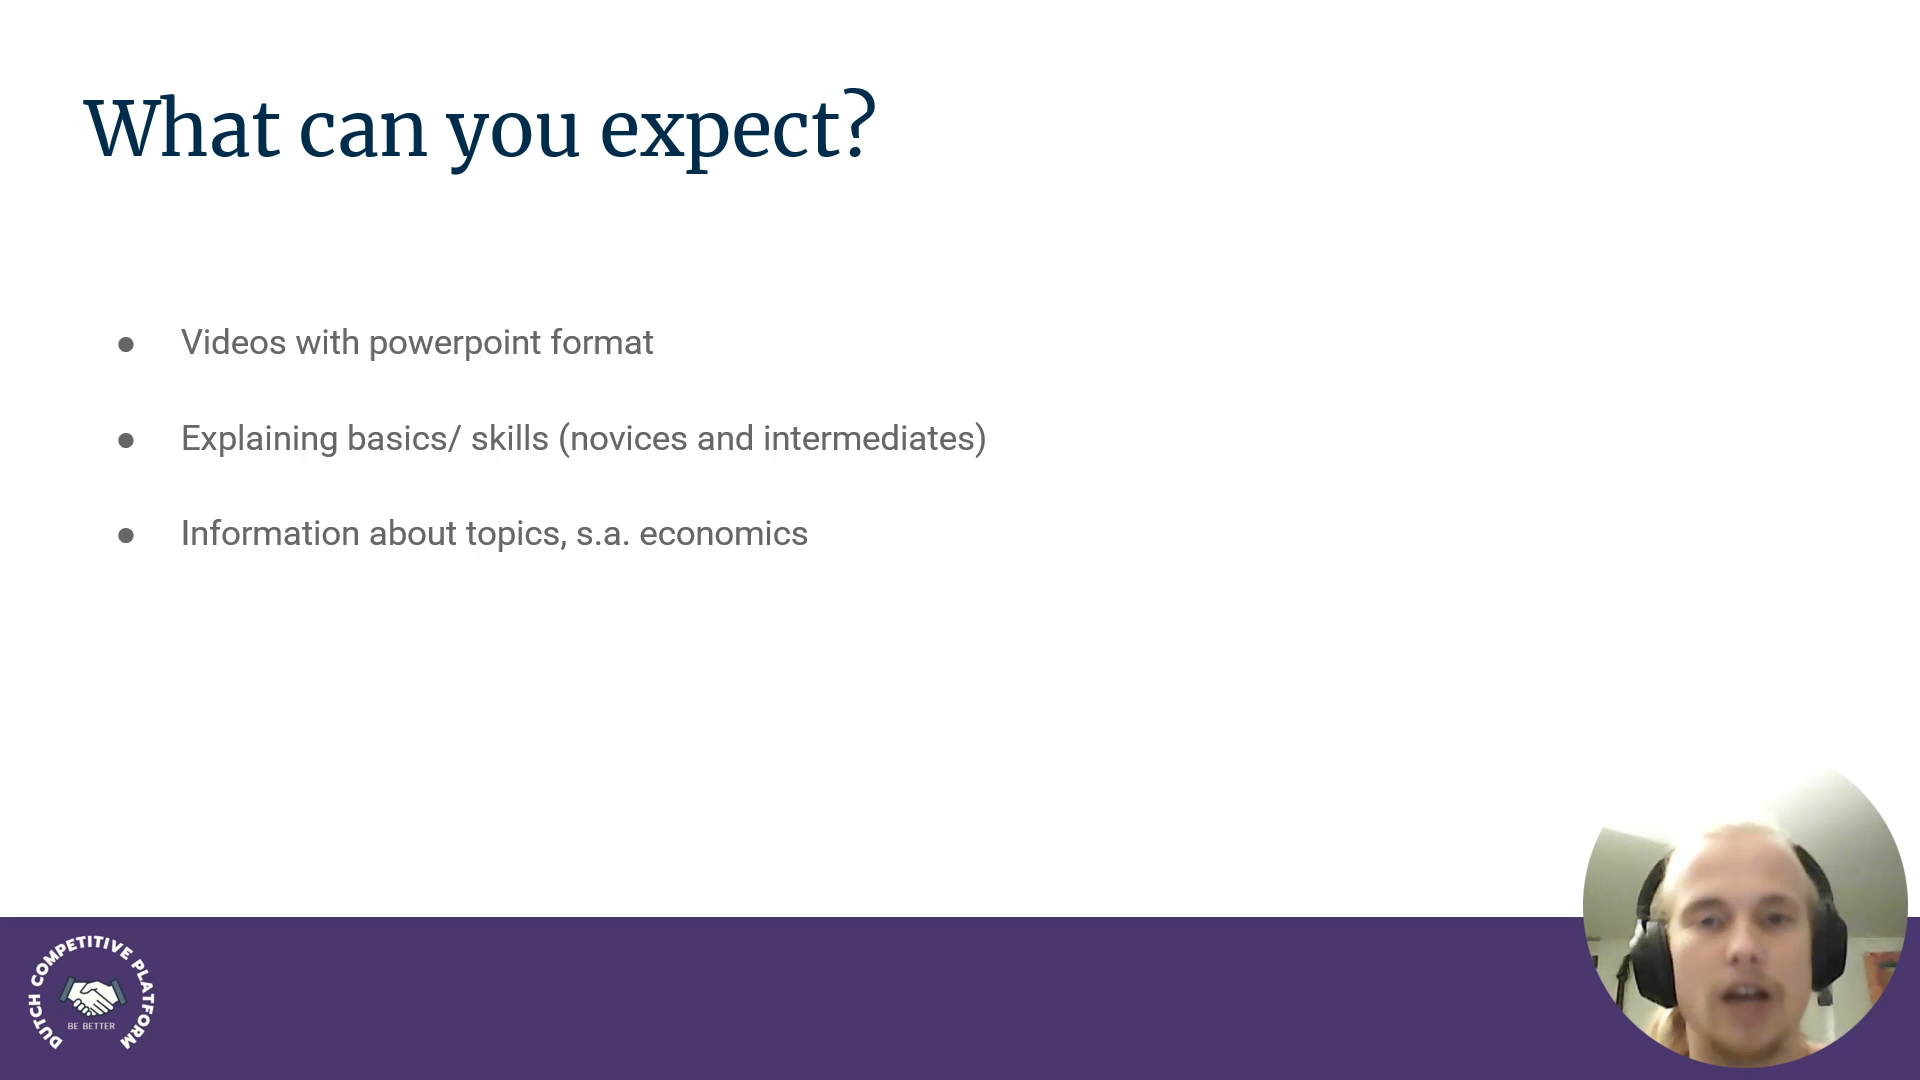 What can you expect?
● Videos with powerpoint format
● Explaining basics/ skills (novices and intermediates)
● Information about topics, s.a. economics
DUTCH COMPETITIVE PLATFORM
BE BETTER